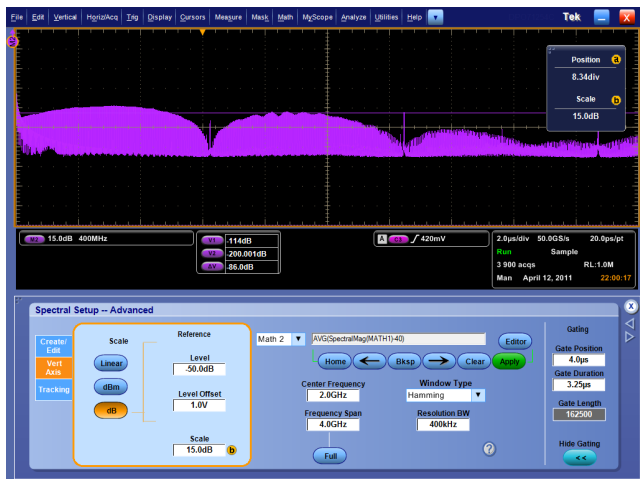 File Edit Vertical Horiz/Acq Trig Display Cursors Measure Mask Math MyScope Analyze Utilities Help Tek X
Position a
8.34div
Scale b
15.0dB
M2 15.0dB 400MHz
V1 -114dB
V2 -200.001dB
ΔV -86.0dB
A C3 420mV
2.0µs/div 50.0GS/s 20.0ps/pt
Run Sample
3 900 acqs RL:1.0M
Man April 12, 2011 22:00:17
Spectral Setup -- Advanced
X
Create/
Edit
Vert
Axis
Tracking
Scale
Linear
dBm
dB
Reference
Level
-50.0dB
Level Offset
1.0V
Scale
15.0dB b
Math 2 AVG(SpectralMag(MATH1)-40) Editor
Home Bksp Clear Apply
Center Frequency
2.0GHz
Window Type
Hamming
Frequency Span
4.0GHz
Resolution BW
400kHz
Full
?
Gating
Gate Position
4.0µs
Gate Duration
3.25µs
Gate Length
162500
Hide Gating
<<